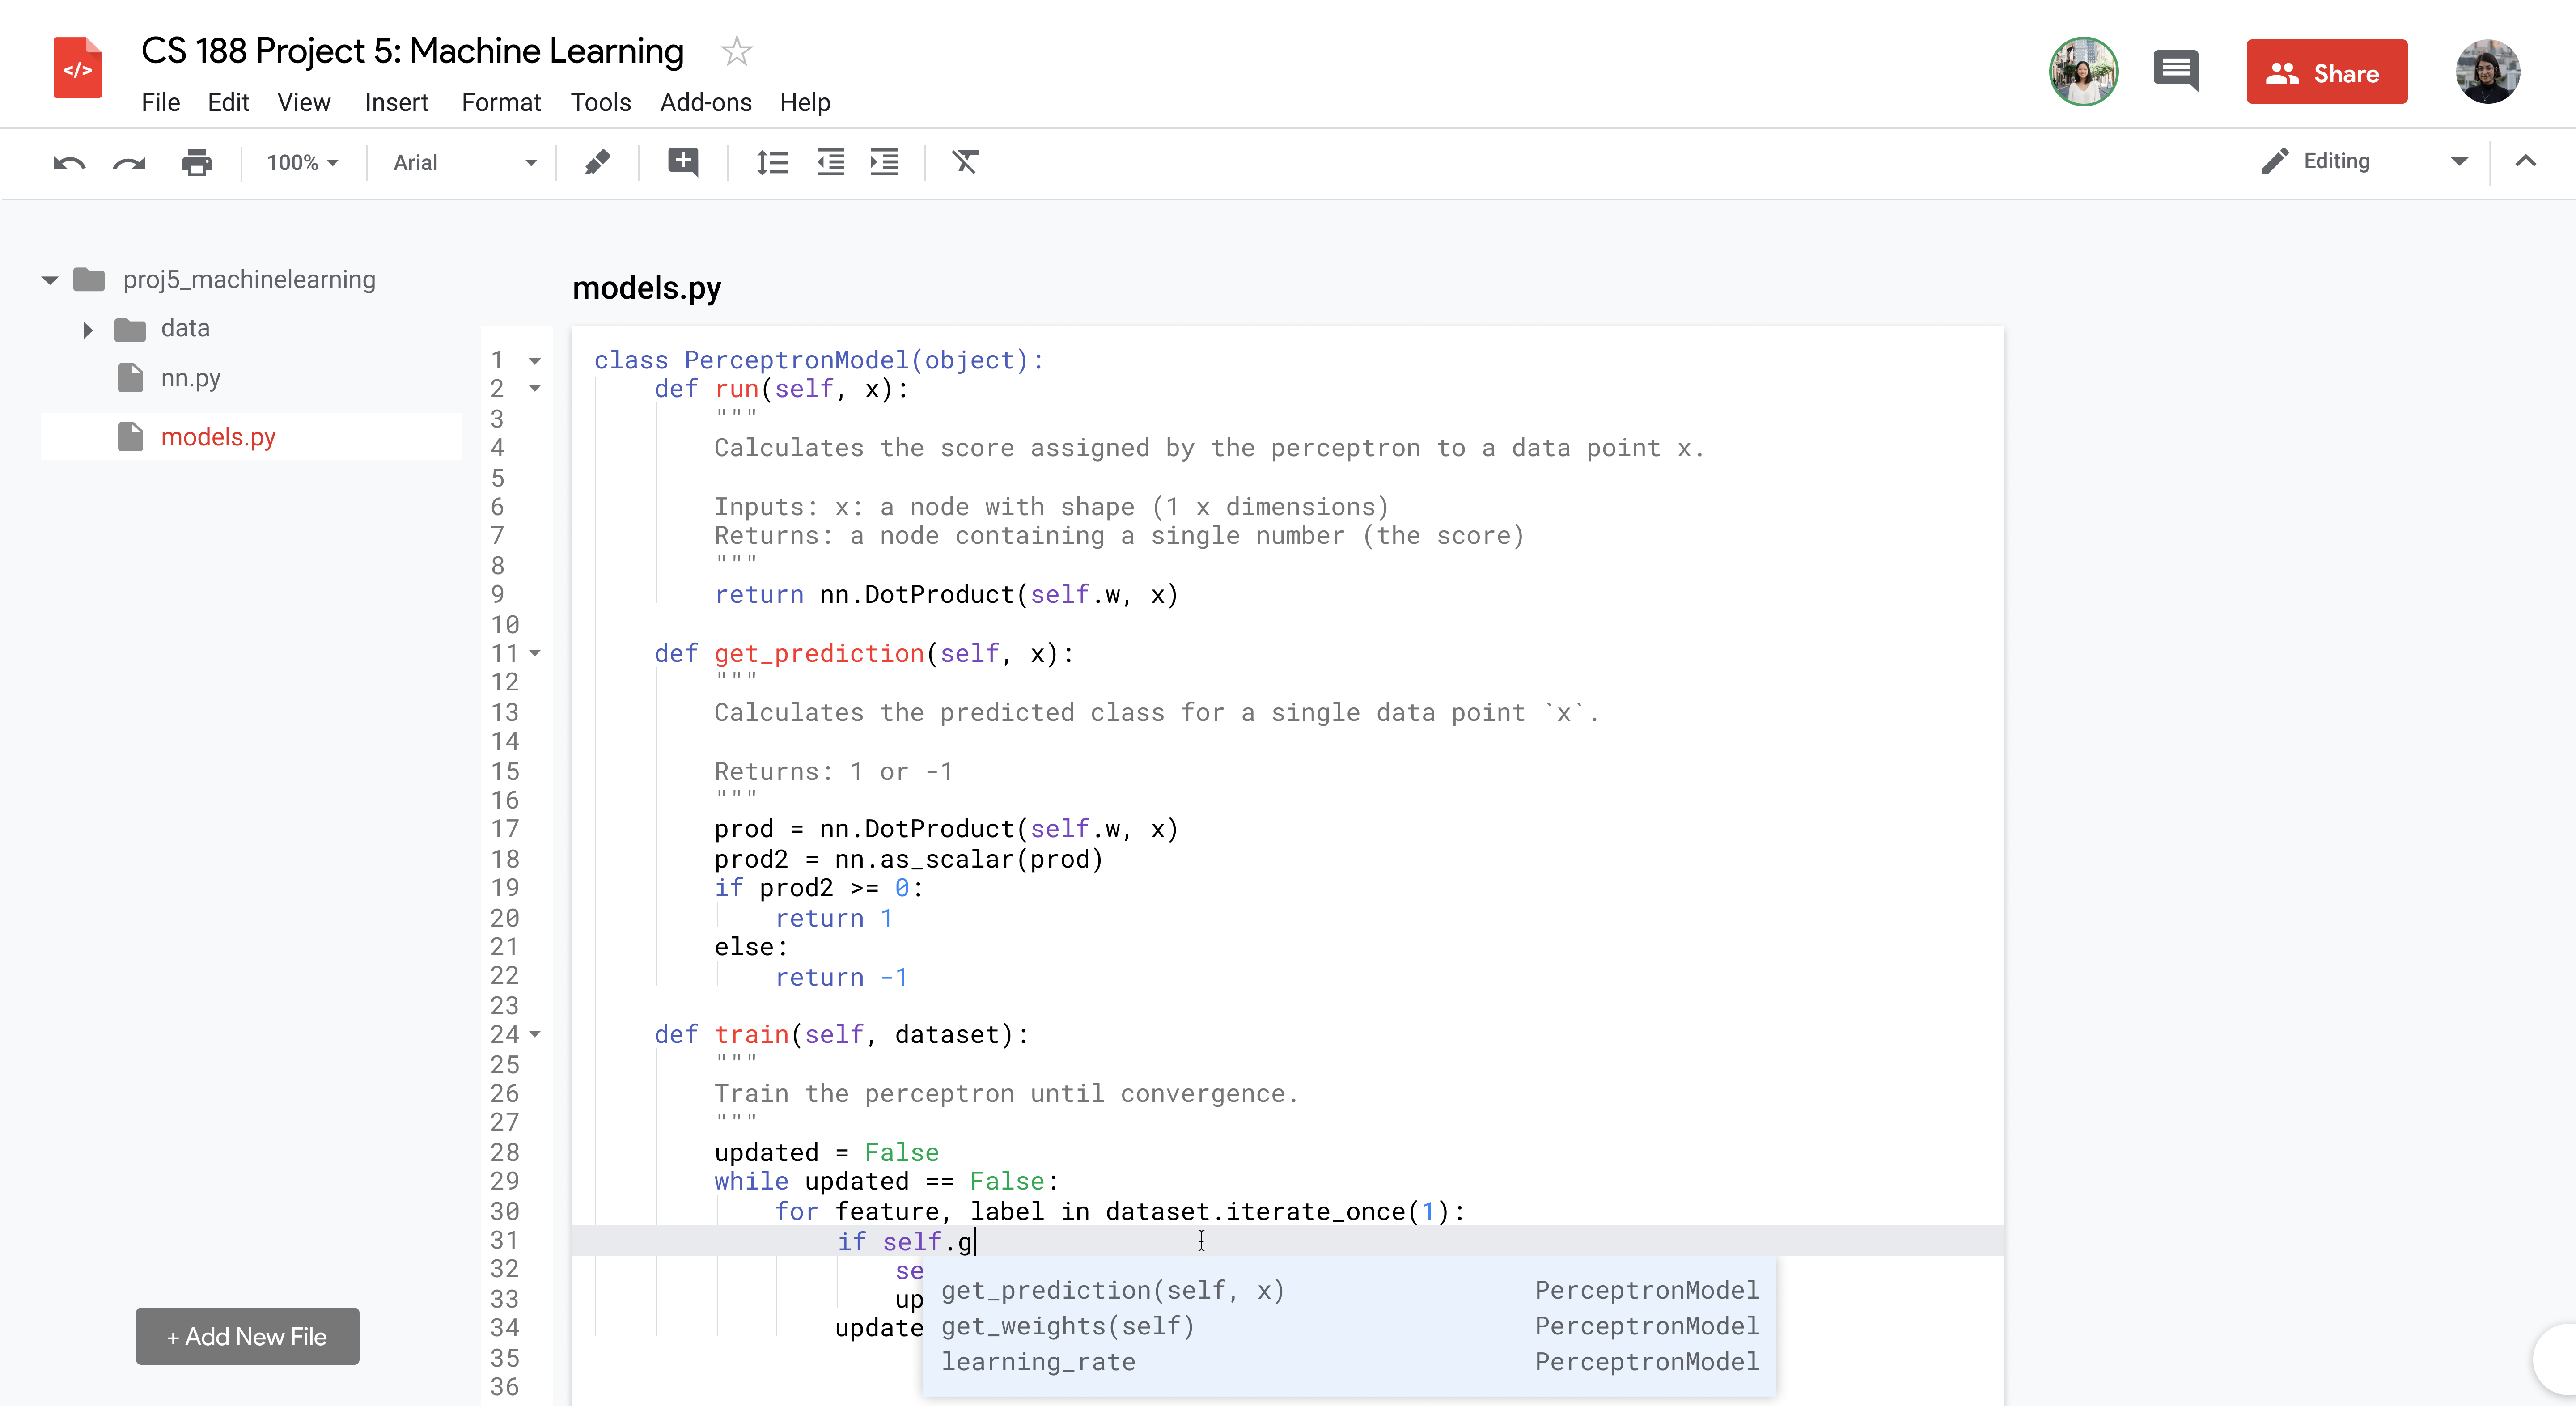 CS 188 Project 5: Machine Learning
</>
File Edit View Insert Format Tools Add-ons Help
Share
100% Arial
Editing
proj5_machinelearning
data
nn.py
models.py
+ Add New File
models.py
1 class PerceptronModel(object):
2 def run(self, x):
3 """
4 Calculates the score assigned by the perceptron to a data point x.
5
6 Inputs: x: a node with shape (1 x dimensions)
7 Returns: a node containing a single number (the score)
8 """
9 return nn.DotProduct(self.w, x)
10
11 def get_prediction(self, x):
12 """
13 Calculates the predicted class for a single data point `x`.
14
15 Returns: 1 or -1
16 """
17 prod = nn.DotProduct(self.w, x)
18 prod2 = nn.as_scalar(prod)
19 if prod2 >= 0:
20 return 1
21 else:
22 return -1
23
24 def train(self, dataset):
25 """
26 Train the perceptron until convergence.
27 """
28 updated = False
29 while updated == False:
30 for feature, label in dataset.iterate_once(1):
31 if self.g
32 se
33 up
34 update
35
36
get_prediction(self, x) PerceptronModel
get_weights(self) PerceptronModel
learning_rate PerceptronModel